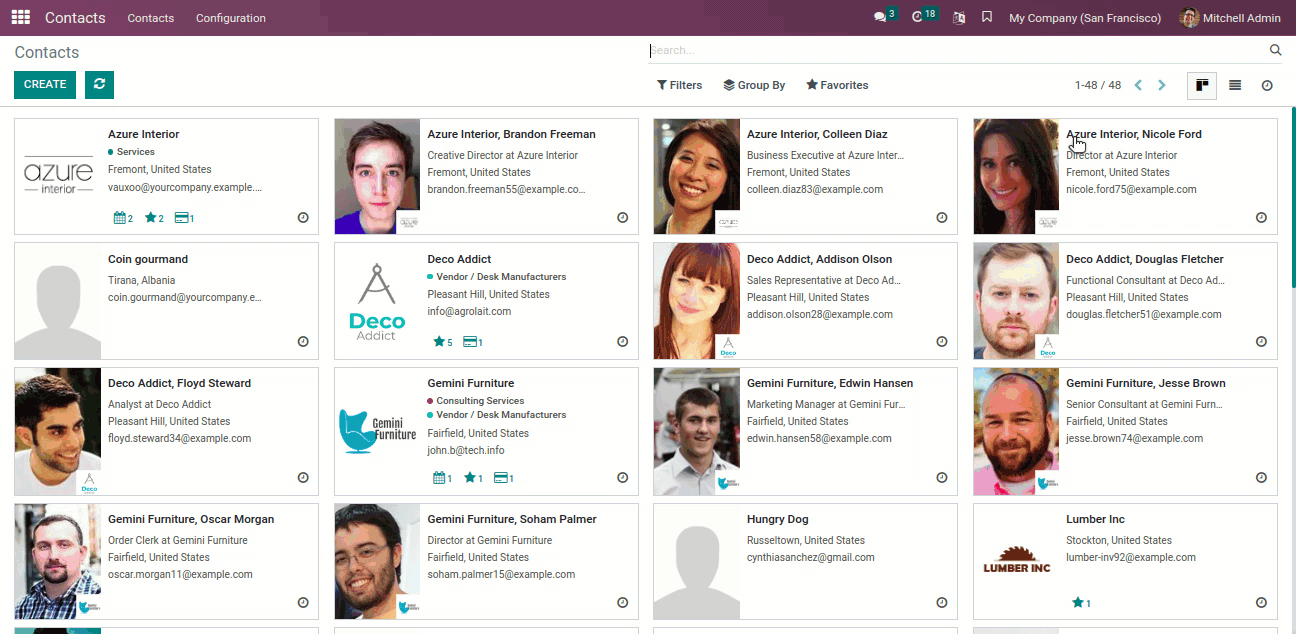 Contacts Contacts Configuration 3 18 My Company (San Francisco) Mitchell Admin
Contacts
Search...
CREATE
Filters Group By Favorites 1-48 / 48
azure
interior
Azure Interior
Services
Fremont, United States
vauxoo@yourcompany.example....
2 2 1
Azure Interior, Brandon Freeman
Creative Director at Azure Interior
Fremont, United States
brandon.freeman55@example.co...
azure
Azure Interior, Colleen Diaz
Business Executive at Azure Inter...
Fremont, United States
colleen.diaz83@example.com
Azure Interior, Nicole Ford
Director at Azure Interior
Fremont, United States
nicole.ford75@example.com
Coin gourmand
Tirana, Albania
coin.gourmand@yourcompany.e...
Deco
Addict
Deco Addict
Vendor / Desk Manufacturers
Pleasant Hill, United States
info@agrolait.com
5 1
Deco Addict, Addison Olson
Sales Representative at Deco Ad...
Pleasant Hill, United States
addison.olson28@example.com
Deco
Deco Addict, Douglas Fletcher
Functional Consultant at Deco Ad...
Pleasant Hill, United States
douglas.fletcher51@example.com
Deco
Deco Addict, Floyd Steward
Analyst at Deco Addict
Pleasant Hill, United States
floyd.steward34@example.com
Deco
Gemini
Furniture
Gemini Furniture
Consulting Services
Vendor / Desk Manufacturers
Fairfield, United States
john.b@tech.info
1 1 1
Gemini Furniture, Edwin Hansen
Marketing Manager at Gemini Fur...
Fairfield, United States
edwin.hansen58@example.com
Gemini Furniture, Jesse Brown
Senior Consultant at Gemini Furn...
Fairfield, United States
jesse.brown74@example.com
Gemini Furniture, Oscar Morgan
Order Clerk at Gemini Furniture
Fairfield, United States
oscar.morgan11@example.com
Gemini Furniture, Soham Palmer
Director at Gemini Furniture
Fairfield, United States
soham.palmer15@example.com
Hungry Dog
Russeltown, United States
cynthiasanchez@gmail.com
LUMBER INC
Lumber Inc
Stockton, United States
lumber-inv92@example.com
1